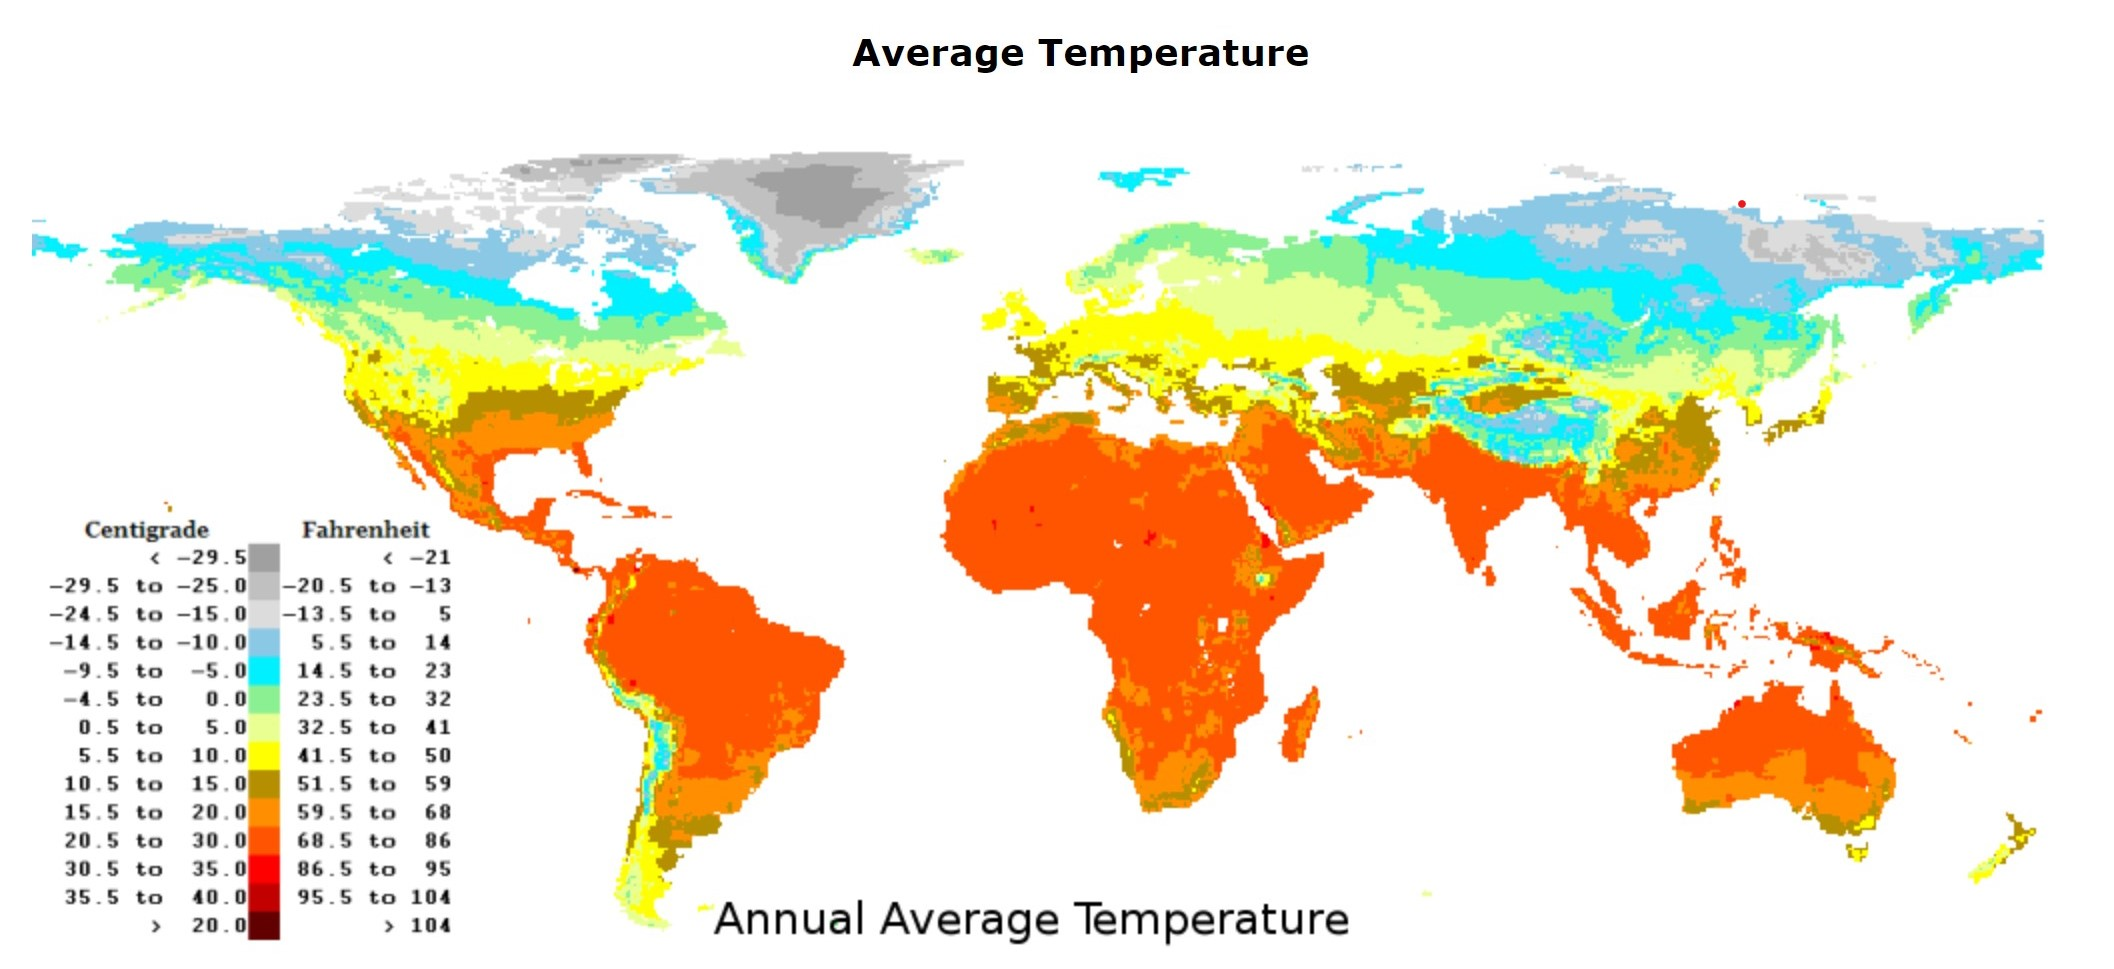 Average Temperature
Centigrade Fahrenheit
< -29.5 < -21
-29.5 to -25.0 -20.5 to -13
-24.5 to -15.0 -13.5 to 5
-14.5 to -10.0 5.5 to 14
-9.5 to -5.0 14.5 to 23
-4.5 to 0.0 23.5 to 32
0.5 to 5.0 32.5 to 41
5.5 to 10.0 41.5 to 50
10.5 to 15.0 51.5 to 59
15.5 to 20.0 59.5 to 68
20.5 to 30.0 68.5 to 86
30.5 to 35.0 86.5 to 95
35.5 to 40.0 95.5 to 104
> 20.0 > 104
Annual Average Temperature